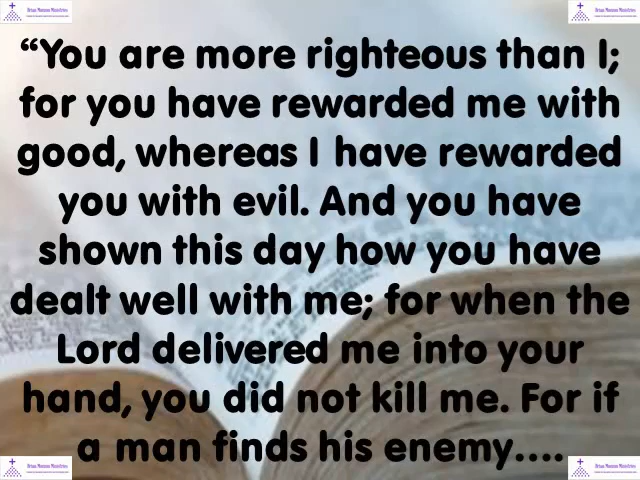 “You are more righteous than I;
for you have rewarded me with
good, whereas I have rewarded
you with evil. And you have
shown this day how you have
dealt well with me; for when the
Lord delivered me into your
hand, you did not kill me. For if
a man finds his enemy….